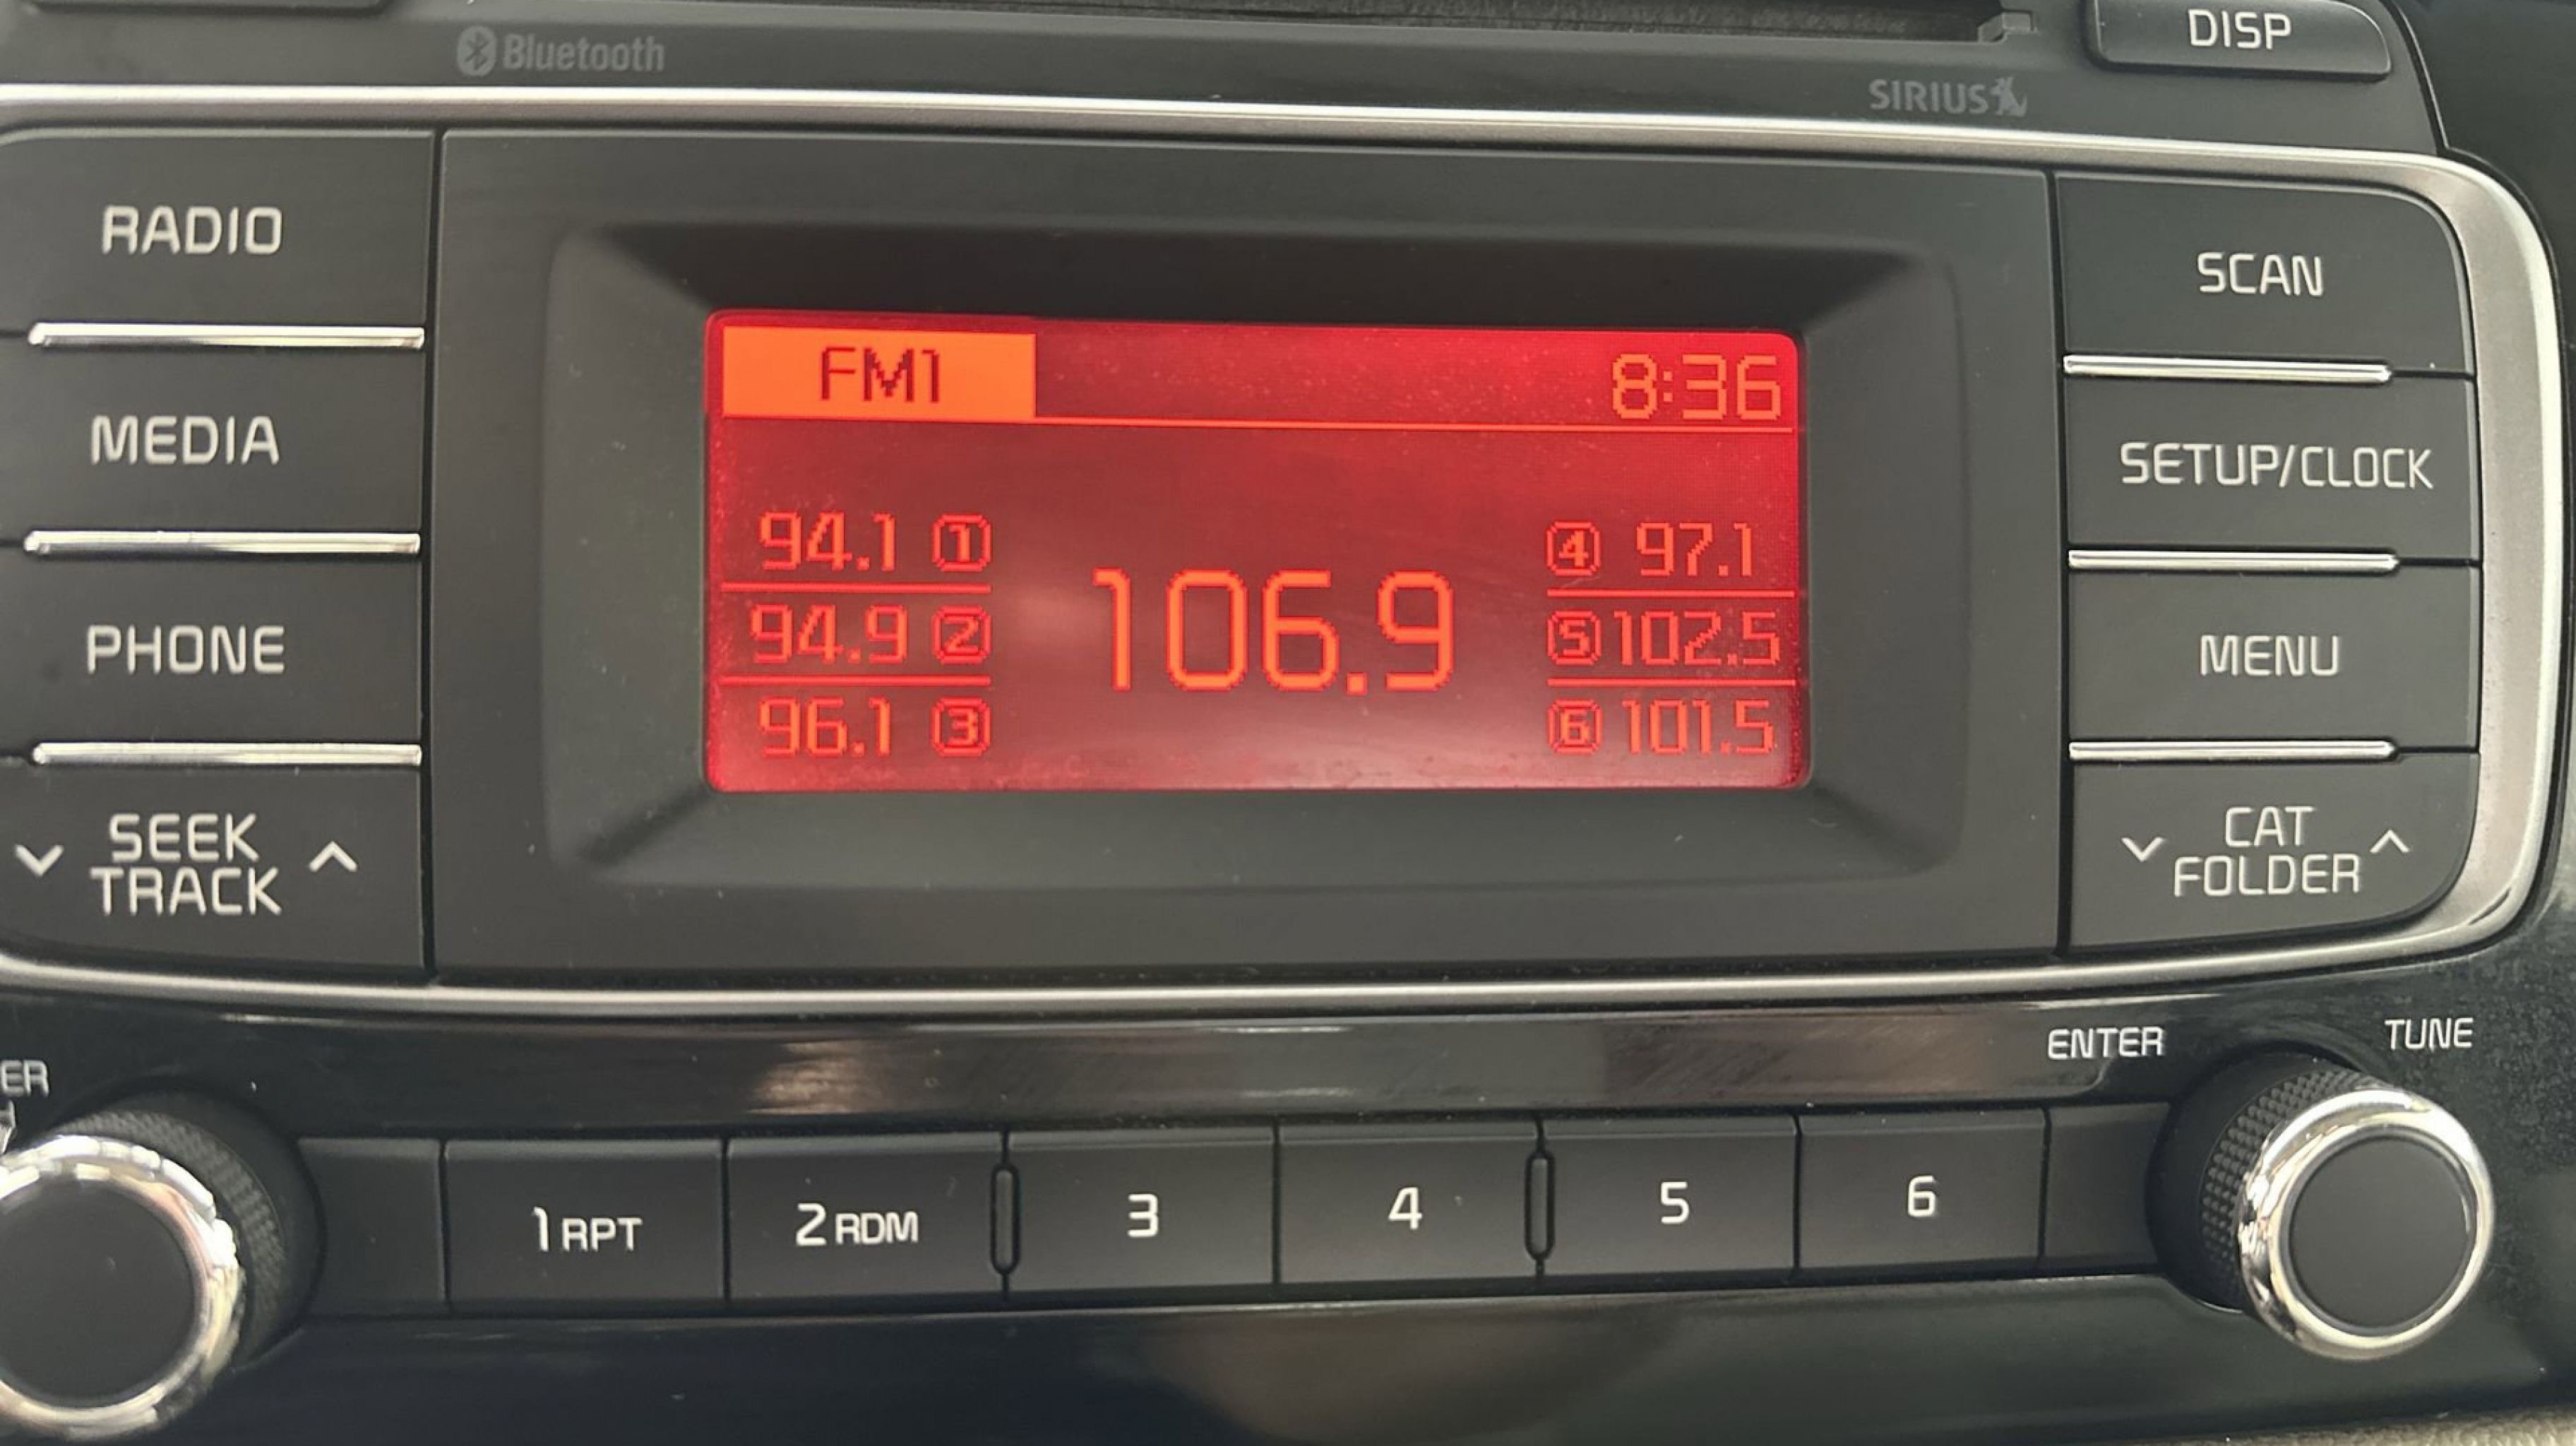 Bluetooth
DISP
SIRIUS
RADIO
MEDIA
PHONE
SEEK
TRACK
FM1 8:36
94.1 ①
94.9 ②
96.1 ③
106.9
④ 97.1
⑤ 102.5
⑥ 101.5
SCAN
SETUP/CLOCK
MENU
CAT
FOLDER
ER
ENTER
TUNE
1 RPT
2 RDM
3
4
5
6